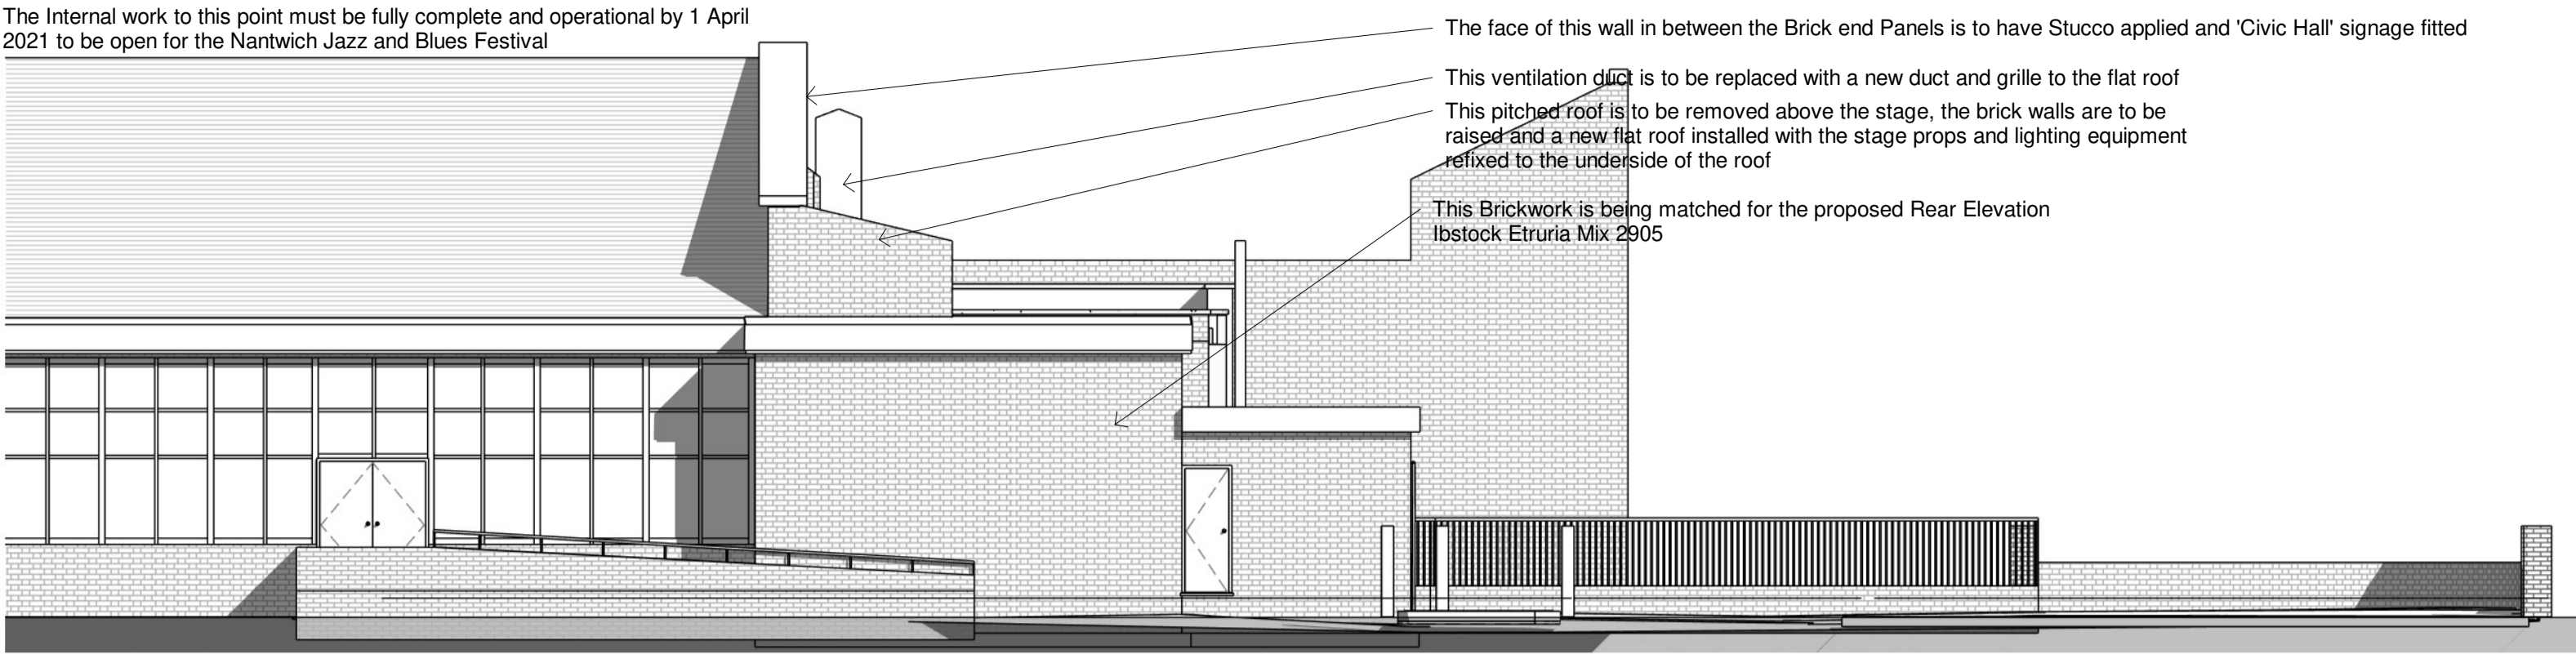 The Internal work to this point must be fully complete and operational by 1 April
2021 to be open for the Nantwich Jazz and Blues Festival
The face of this wall in between the Brick end Panels is to have Stucco applied and 'Civic Hall' signage fitted
This ventilation duct is to be replaced with a new duct and grille to the flat roof
This pitched roof is to be removed above the stage, the brick walls are to be
raised and a new flat roof installed with the stage props and lighting equipment
refixed to the underside of the roof
This Brickwork is being matched for the proposed Rear Elevation
Ibstock Etruria Mix 2905